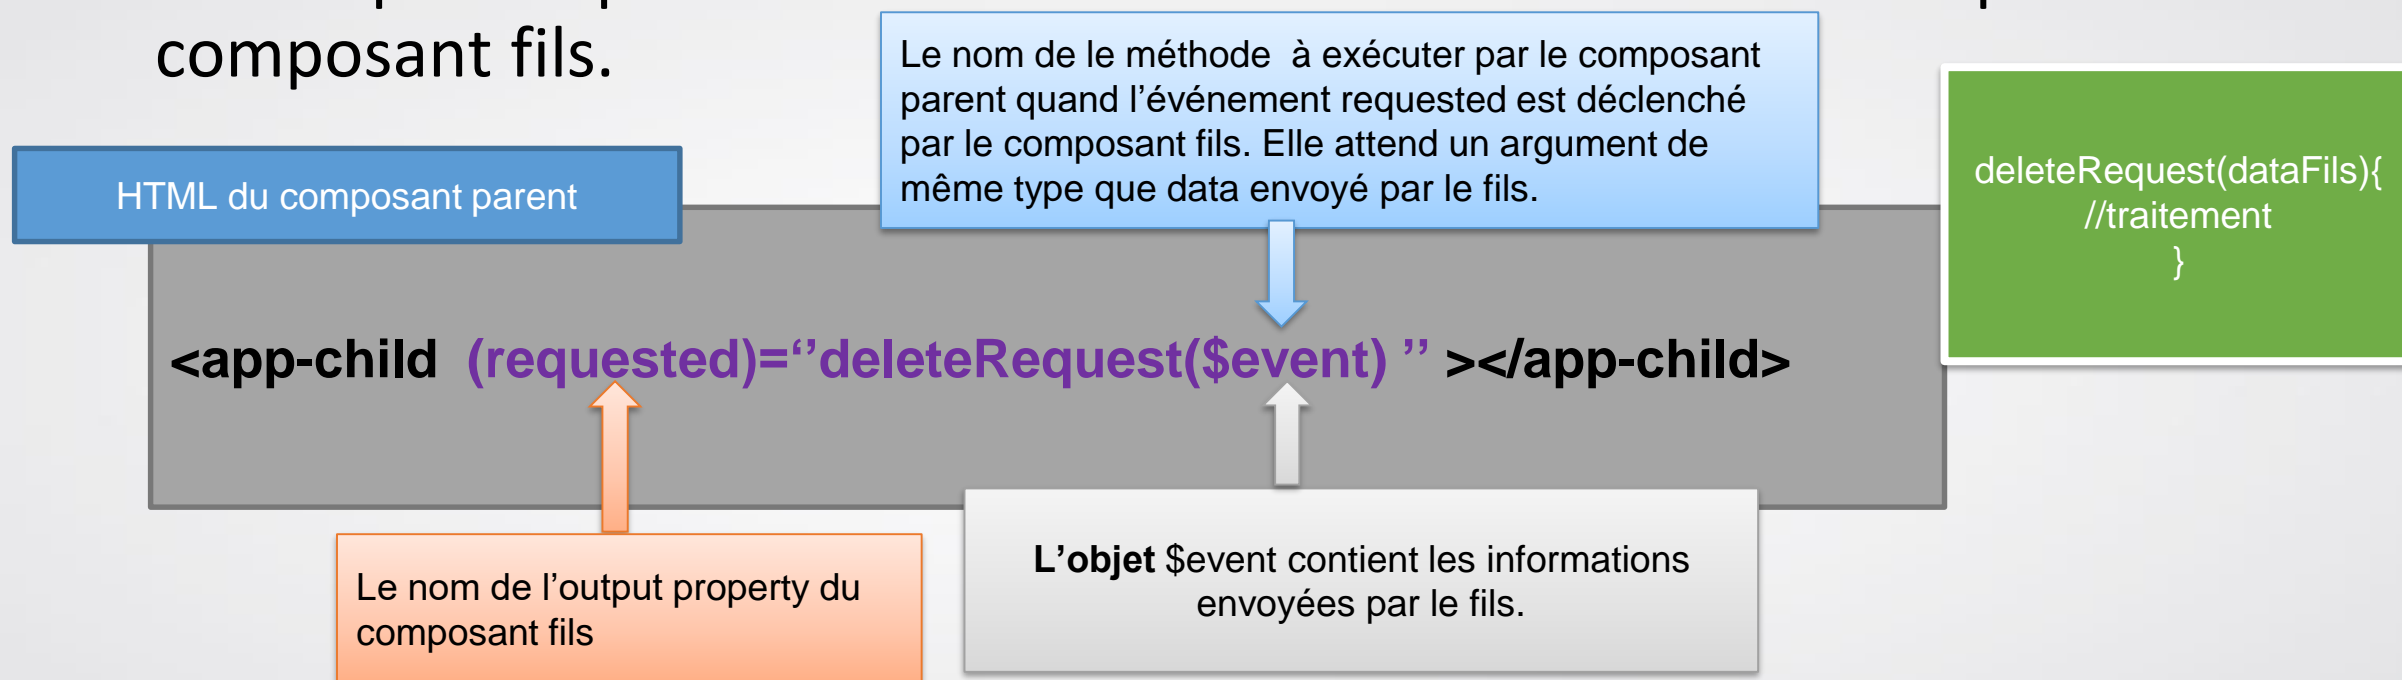 composant fils.
Le nom de le méthode à exécuter par le composant
parent quand l’événement requested est déclenché
par le composant fils. Elle attend un argument de
même type que data envoyé par le fils.
HTML du composant parent
deleteRequest(dataFils){
//traitement
}
<app-child (requested)=‘’deleteRequest($event) ’’ ></app-child>
Le nom de l’output property du
composant fils
L’objet $event contient les informations
envoyées par le fils.